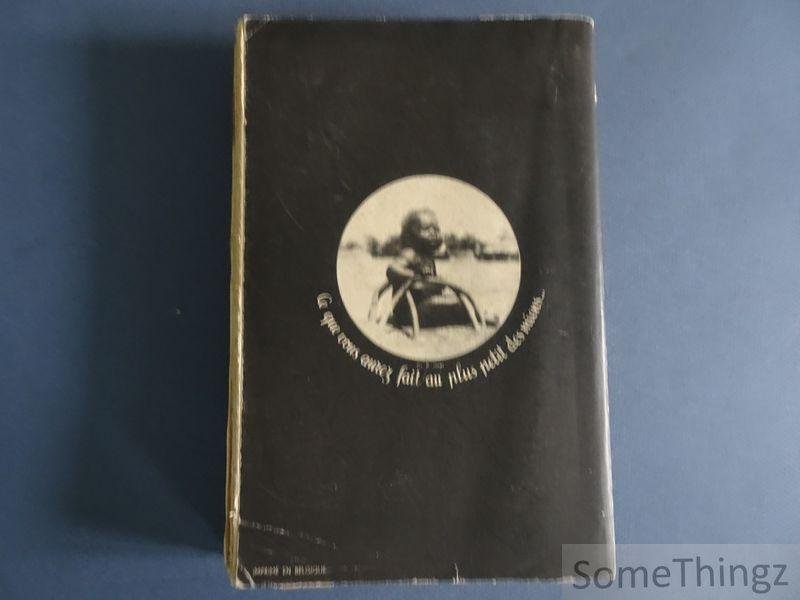 Ce que vous aurez fait au plus petit des miens...
IMPRIMÉ EN BELGIQUE
SomeThingz